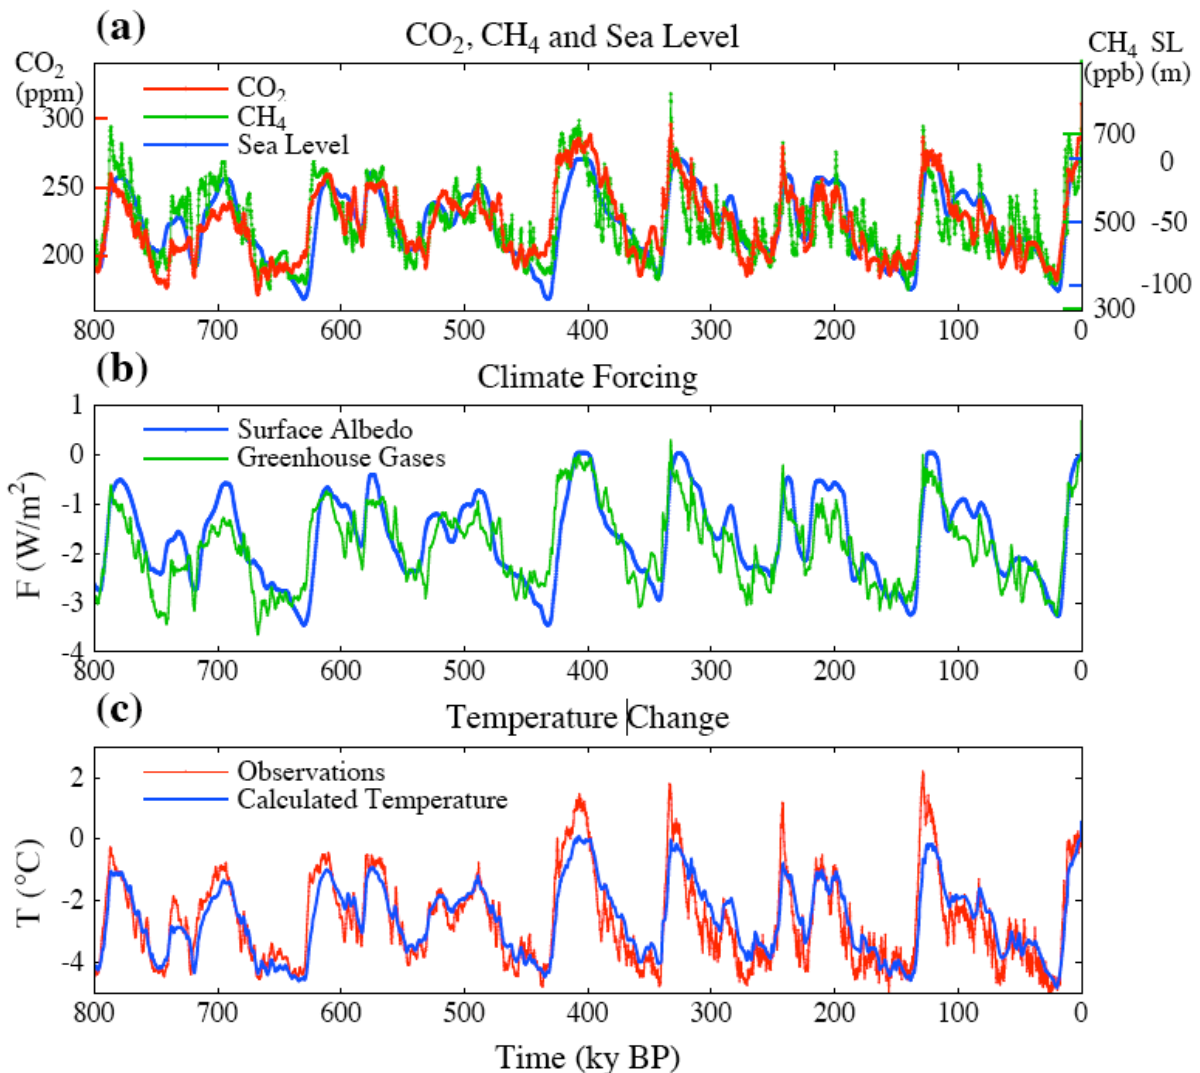 (a)
CO₂, CH₄ and Sea Level
CO₂ CH₄ SL
(ppm) (ppb) (m)
CO₂
CH₄
Sea Level
300
250
200
700
500
300
0
-50
-100
800 700 600 500 400 300 200 100 0
(b)
Climate Forcing
Surface Albedo
Greenhouse Gases
F (W/m²)
1
0
-1
-2
-3
-4
800 700 600 500 400 300 200 100 0
(c)
Temperature Change
Observations
Calculated Temperature
T (°C)
2
0
-2
-4
800 700 600 500 400 300 200 100 0
Time (ky BP)